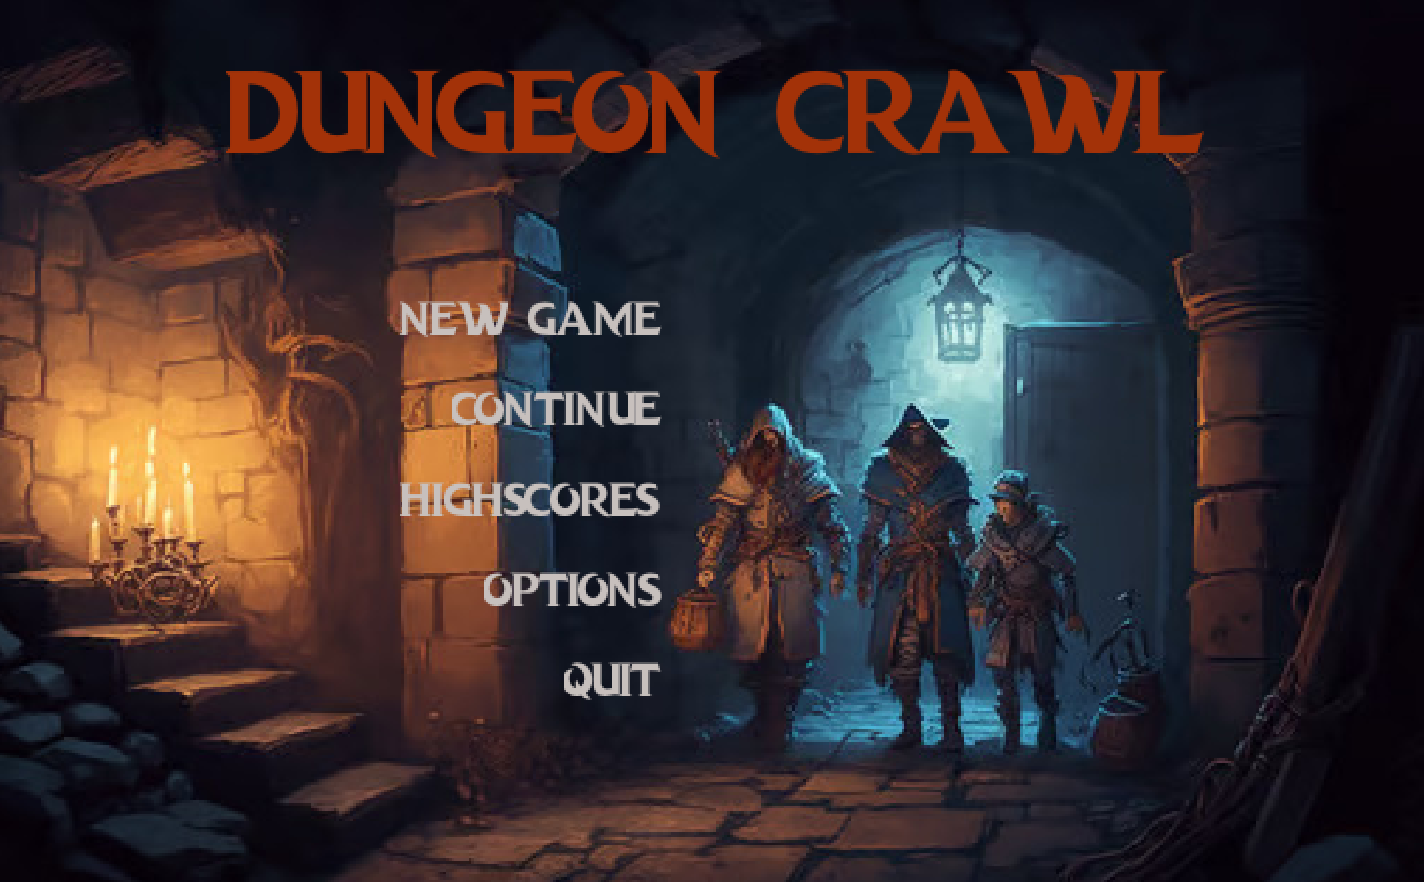 DUNGEON CRAWL
NEW GAME
CONTINUE
HIGHSCORES
OPTIONS
QUIT